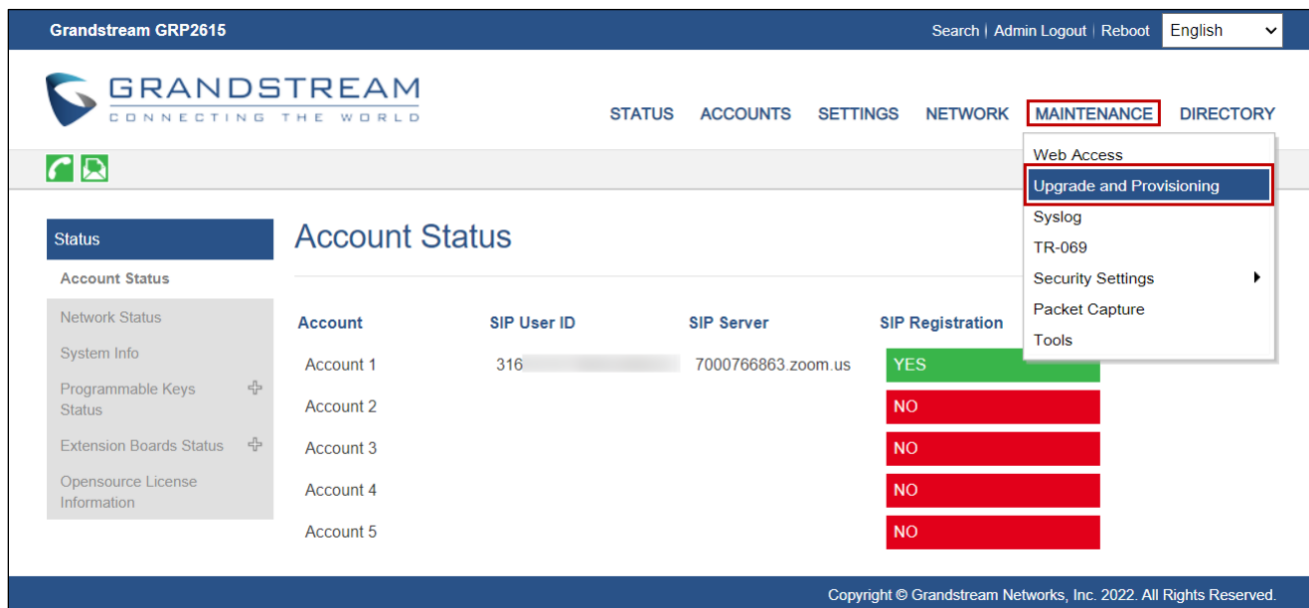 Grandstream GRP2615
Search | Admin Logout | Reboot English
GRANDSTREAM
CONNECTING THE WORLD
STATUS ACCOUNTS SETTINGS NETWORK MAINTENANCE DIRECTORY
Web Access
Upgrade and Provisioning
Syslog
TR-069
Security Settings
Packet Capture
Tools
Status
Account Status
Network Status
System Info
Programmable Keys
Status
Extension Boards Status
Opensource License
Information
Account Status
Account SIP User ID SIP Server SIP Registration
Account 1 316 7000766863.zoom.us YES
Account 2 NO
Account 3 NO
Account 4 NO
Account 5 NO
Copyright © Grandstream Networks, Inc. 2022. All Rights Reserved.